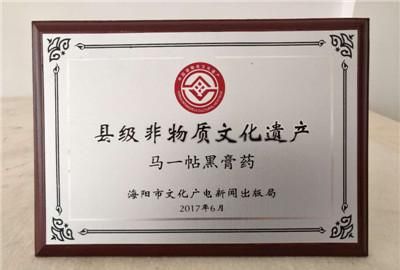 县级非物质文化遗产
马一帖黑膏药
海阳市文化广电新闻出版局
2017年6月